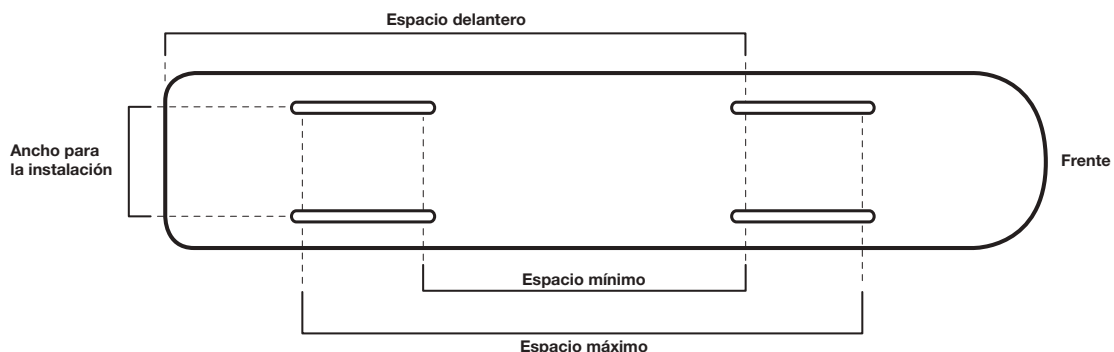 Espacio delantero
Ancho para
la instalación
Frente
Espacio mínimo
Espacio máximo